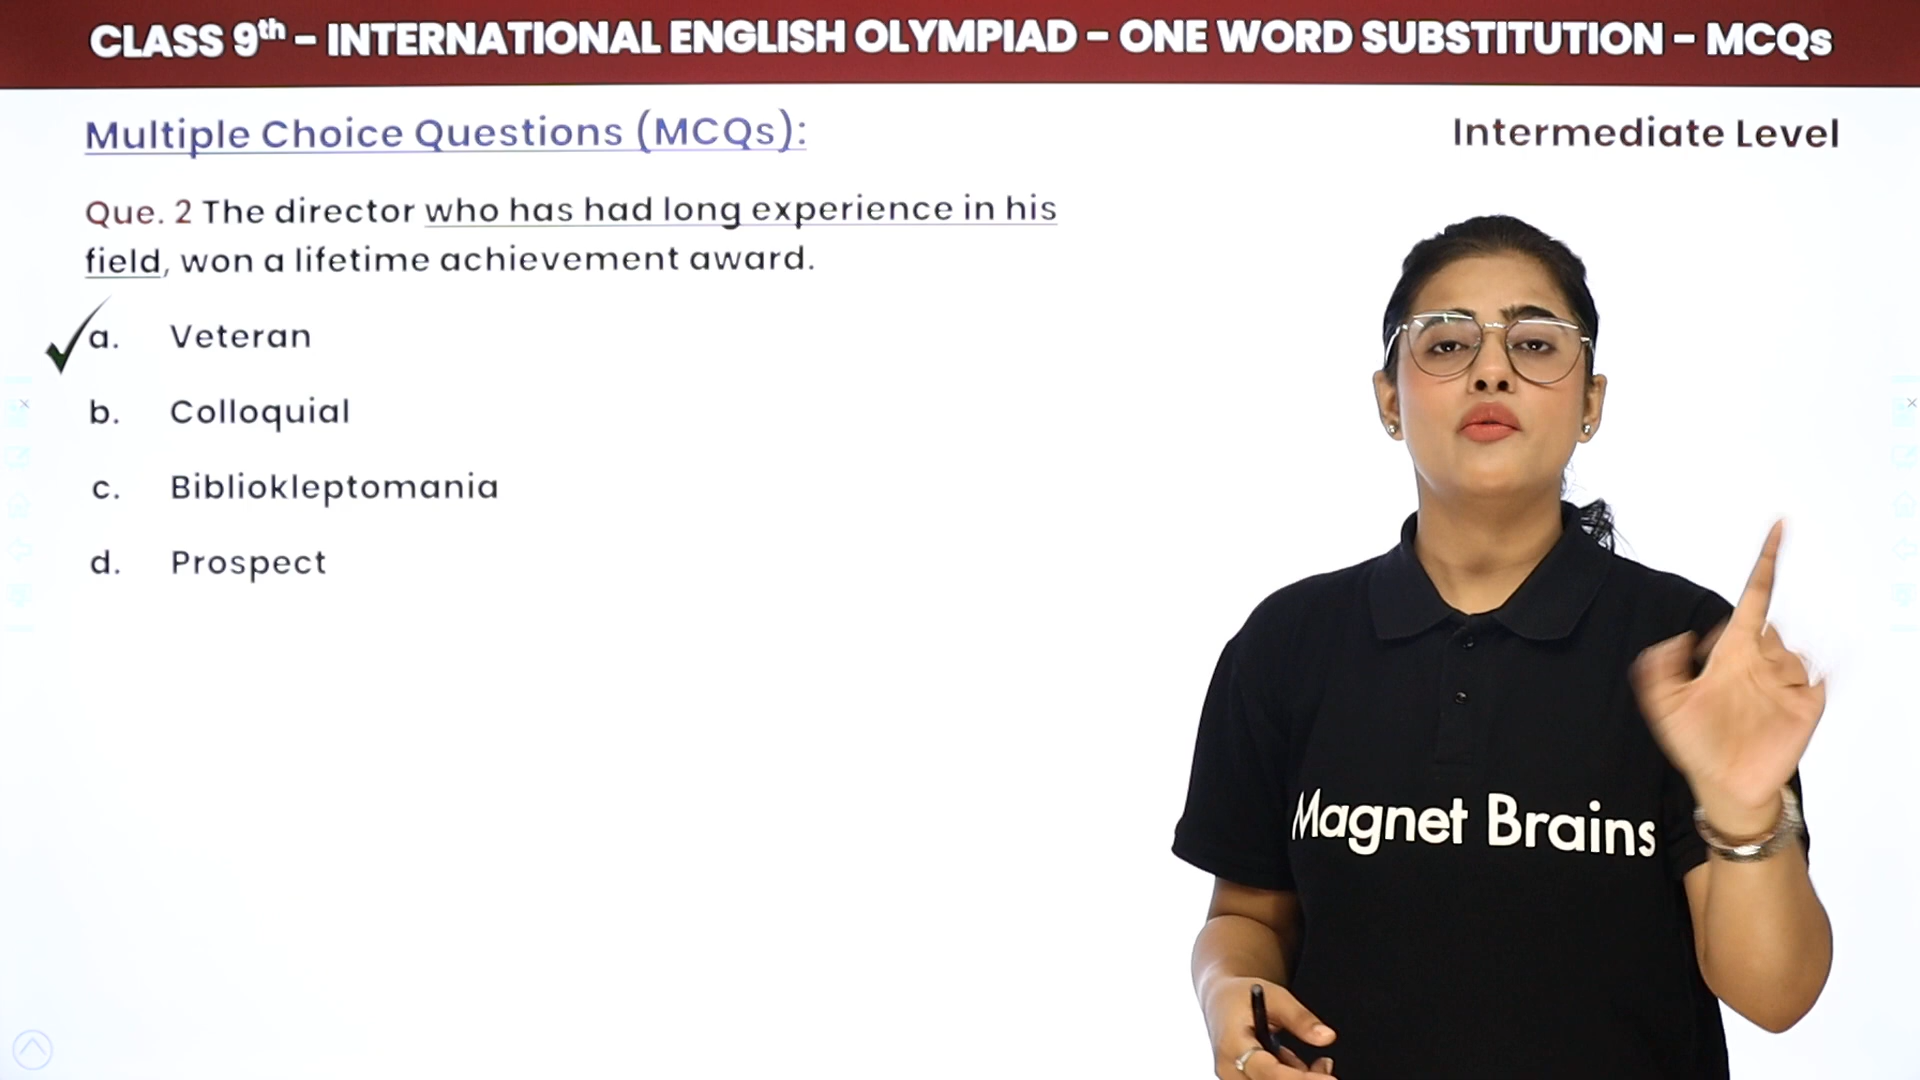 CLASS 9th – INTERNATIONAL ENGLISH OLYMPIAD – ONE WORD SUBSTITUTION – MCQs
Multiple Choice Questions (MCQs):
Intermediate Level
Que. 2 The director who has had long experience in his
field, won a lifetime achievement award.
a. Veteran
b. Colloquial
c. Bibliokleptomania
d. Prospect
Magnet Brains